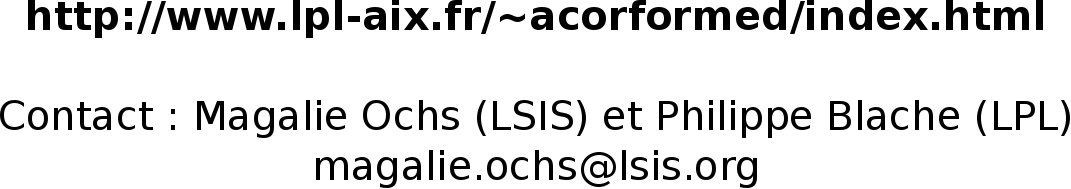 http://www.lpl-aix.fr/~acorformed/index.html
Contact : Magalie Ochs (LSIS) et Philippe Blache (LPL)
magalie.ochs@lsis.org